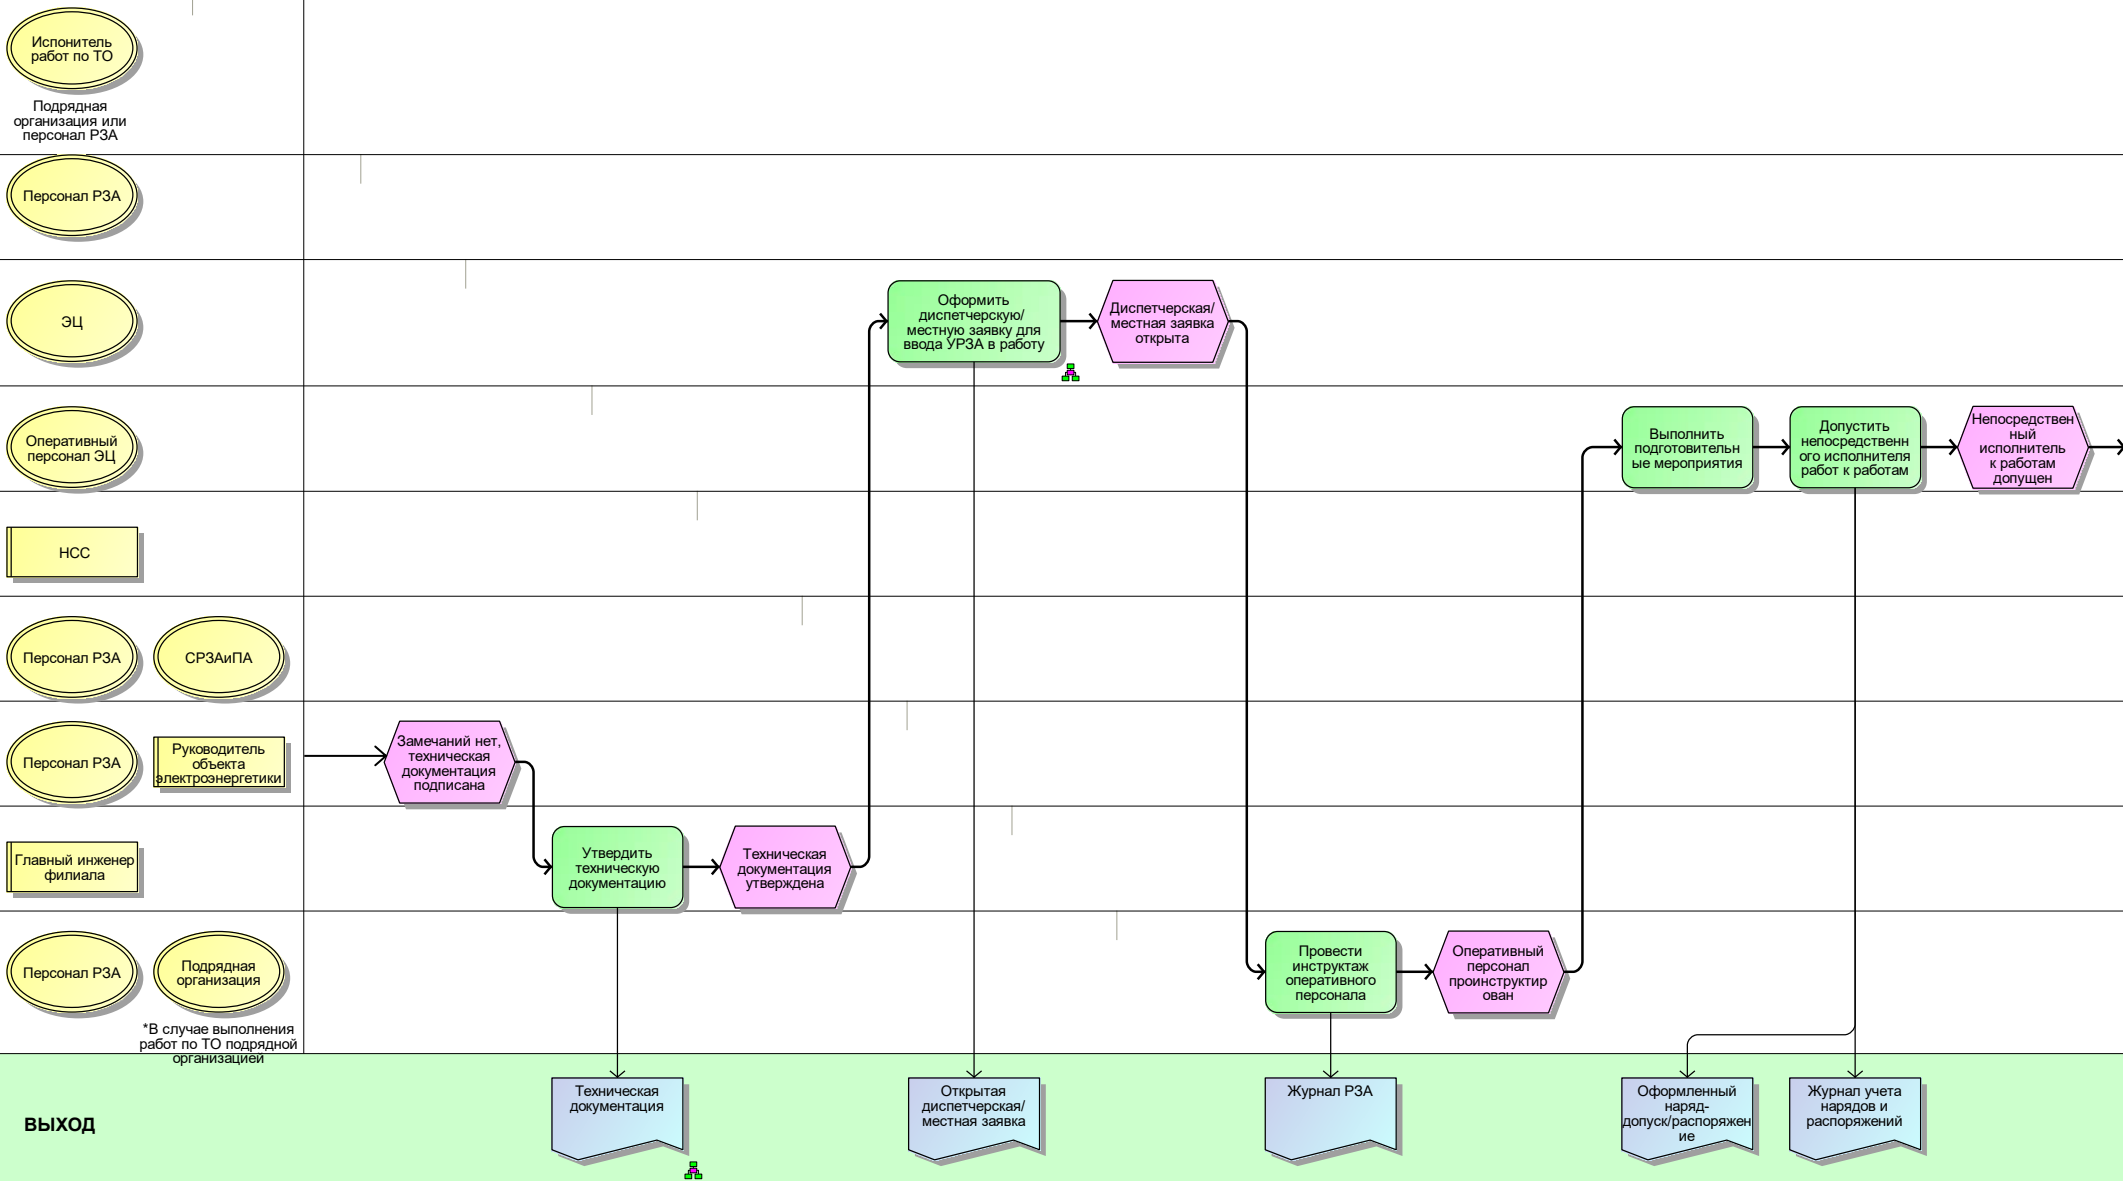 Испонитель
работ по ТО
Подрядная
организация или
персонал РЗА
Персонал РЗА
ЭЦ
Оформить
диспетчерскую/
местную заявку для
ввода УРЗА в работу
Диспетчерская/
местная заявка
открыта
Оперативный
персонал ЭЦ
Выполнить
подготовительн
ые мероприятия
Допустить
непосредственн
ого исполнителя
работ к работам
Непосредствен
ный
исполнитель
к работам
допущен
НСС
Персонал РЗА
СРЗАиПА
Персонал РЗА
Руководитель
объекта
электроэнергетики
Замечаний нет,
техническая
документация
подписана
Главный инженер
филиала
Утвердить
техническую
документацию
Техническая
документация
утверждена
Персонал РЗА
Подрядная
организация
*В случае выполнения
работ по ТО подрядной
организацией
Провести
инструктаж
оперативного
персонала
Оперативный
персонал
проинструктир
ован
ВЫХОД
Техническая
документация
Открытая
диспетчерская/
местная заявка
Журнал РЗА
Оформленный
наряд-
допуск/распоряжен
ие
Журнал учета
нарядов и
распоряжений